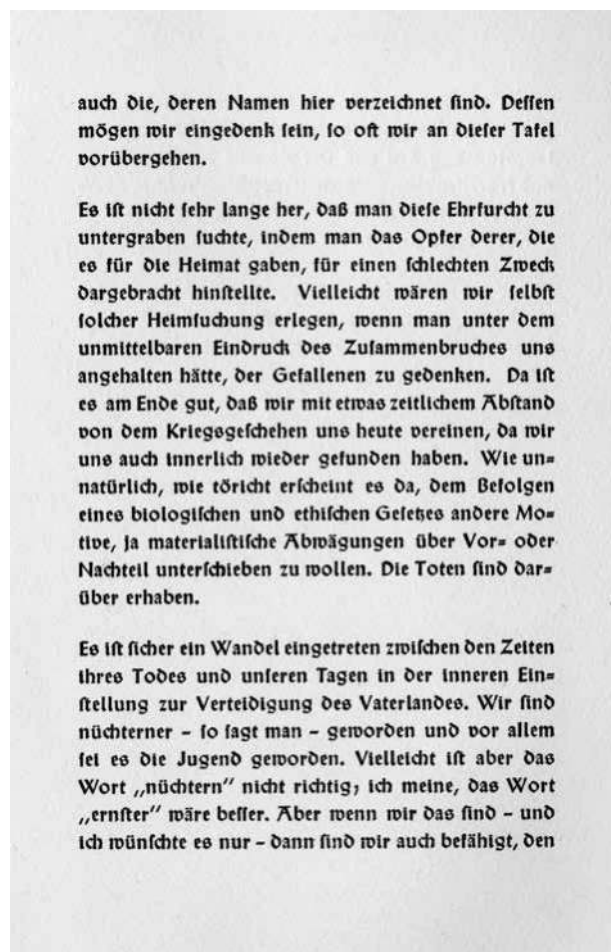 auch die, deren Namen hier verzeichnet ſind. Deſſen
mögen wir eingedenk ſein, ſo oft wir an dieſer Tafel
vorübergehen.
Es iſt nicht ſehr lange her, daß man dieſe Ehrfurcht zu
untergraben ſuchte, indem man das Opfer derer, die
es für die Heimat gaben, für einen ſchlechten Zweck
dargebracht hinſtellte. Vielleicht wären wir ſelbſt
ſolcher Heimſuchung erlegen, wenn man unter dem
unmittelbaren Eindruck des Zuſammenbruches uns
angehalten hätte, der Gefallenen zu gedenken. Da iſt
es am Ende gut, daß wir mit etwas zeitlichem Abſtand
von dem Kriegsgeſchehen uns heute vereinen, da wir
uns auch innerlich wieder gefunden haben. Wie un=
natürlich, wie töricht erſcheint es da, dem Befolgen
eines biologiſchen und ethiſchen Geſetzes andere Mo=
tive, ja materialiſtiſche Abwägungen über Vor= oder
Nachteil unterſchieben zu wollen. Die Toten ſind dar=
über erhaben.
Es iſt ſicher ein Wandel eingetreten zwiſchen den Zeiten
ihres Todes und unſeren Tagen in der inneren Ein=
ſtellung zur Verteidigung des Vaterlandes. Wir ſind
nüchterner – ſo ſagt man – geworden und vor allem
ſei es die Jugend geworden. Vielleicht iſt aber das
Wort „nüchtern“ nicht richtig; ich meine, das Wort
„ernſter“ wäre beſſer. Aber wenn wir das ſind – und
ich wünſchte es nur – dann ſind wir auch befähigt, den